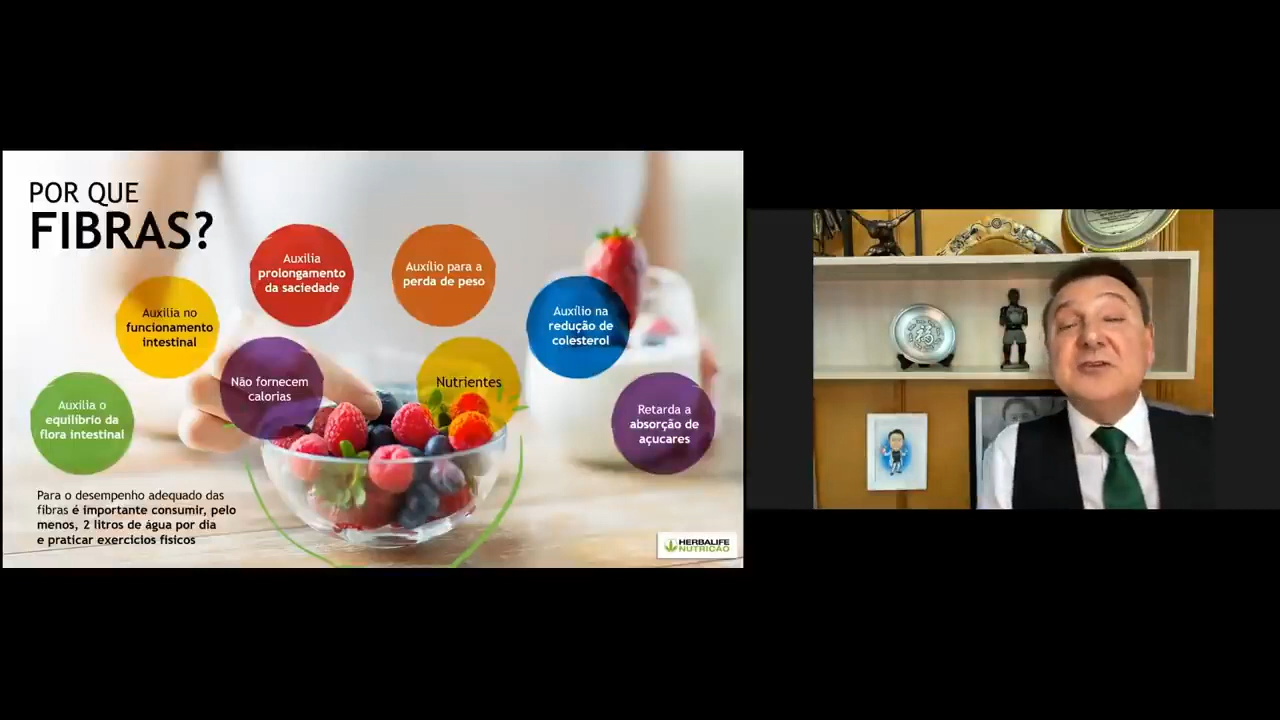 POR QUE
FIBRAS?
Auxilia
prolongamento
da saciedade
Auxílio para a
perda de peso
Auxilia no
funcionamento
intestinal
Auxílio na
redução de
colesterol
Não fornecem
calorias
Nutrientes
Auxilia o
equilíbrio da
flora intestinal
Retarda a
absorção de
açucares
Para o desempenho adequado das
fibras é importante consumir, pelo
menos, 2 litros de água por dia
e praticar exercicios fisicos
HERBALIFE
NUTRIÇÃO